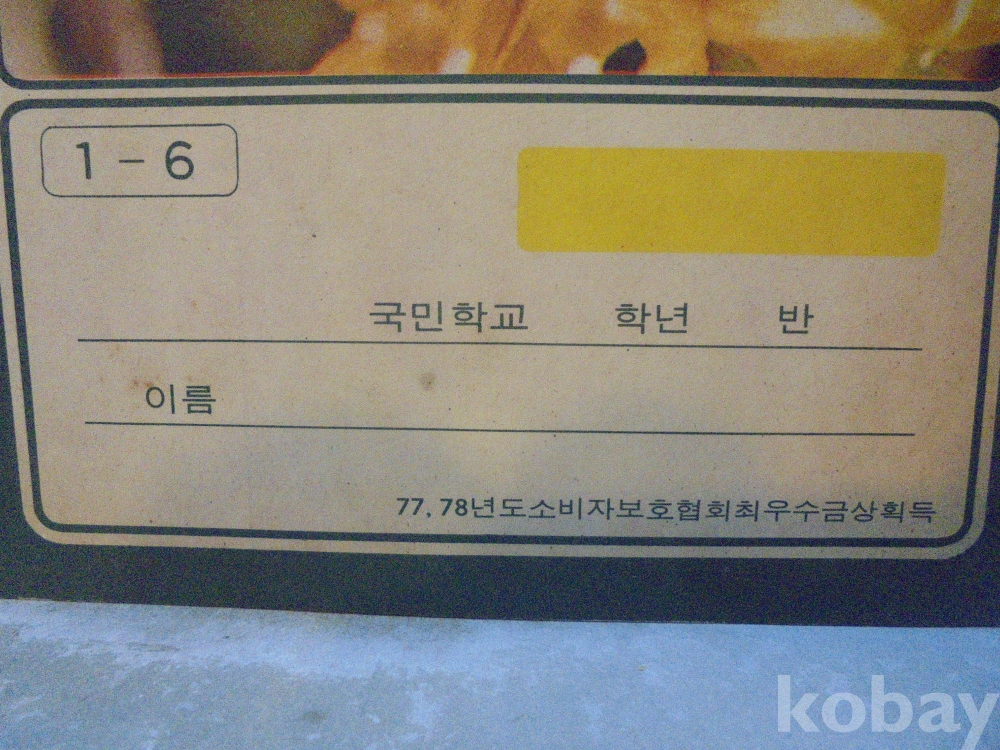 1 - 6
국민학교 학년 반
이름
77, 78년도소비자보호협회최우수금상획득
kobay